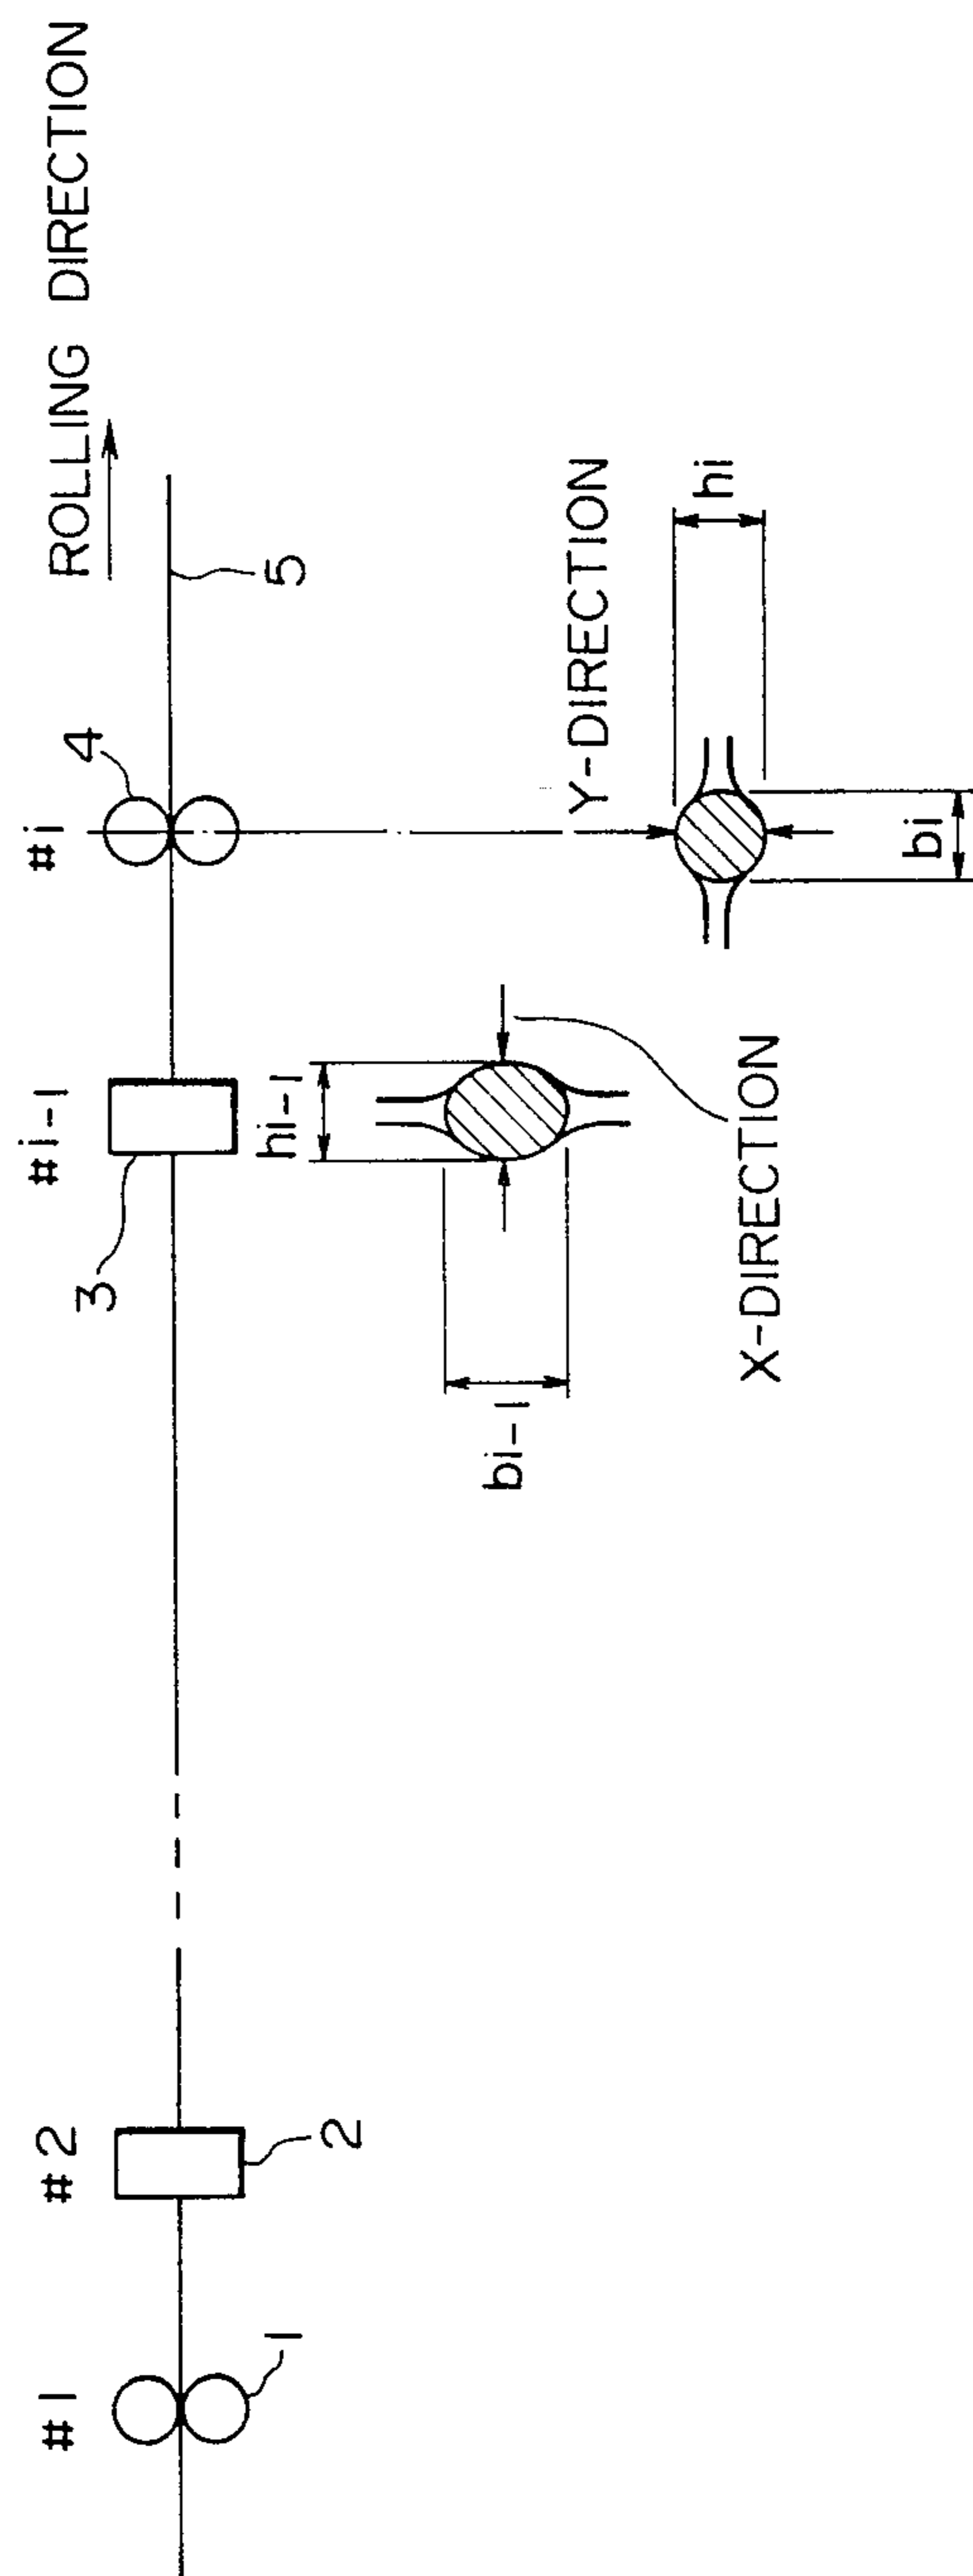 ROLLING DIRECTION
#1
#2
#i-1
#i
1
2
3
4
5
hi-1
bi-1
X-DIRECTION
Y-DIRECTION
hi
bi